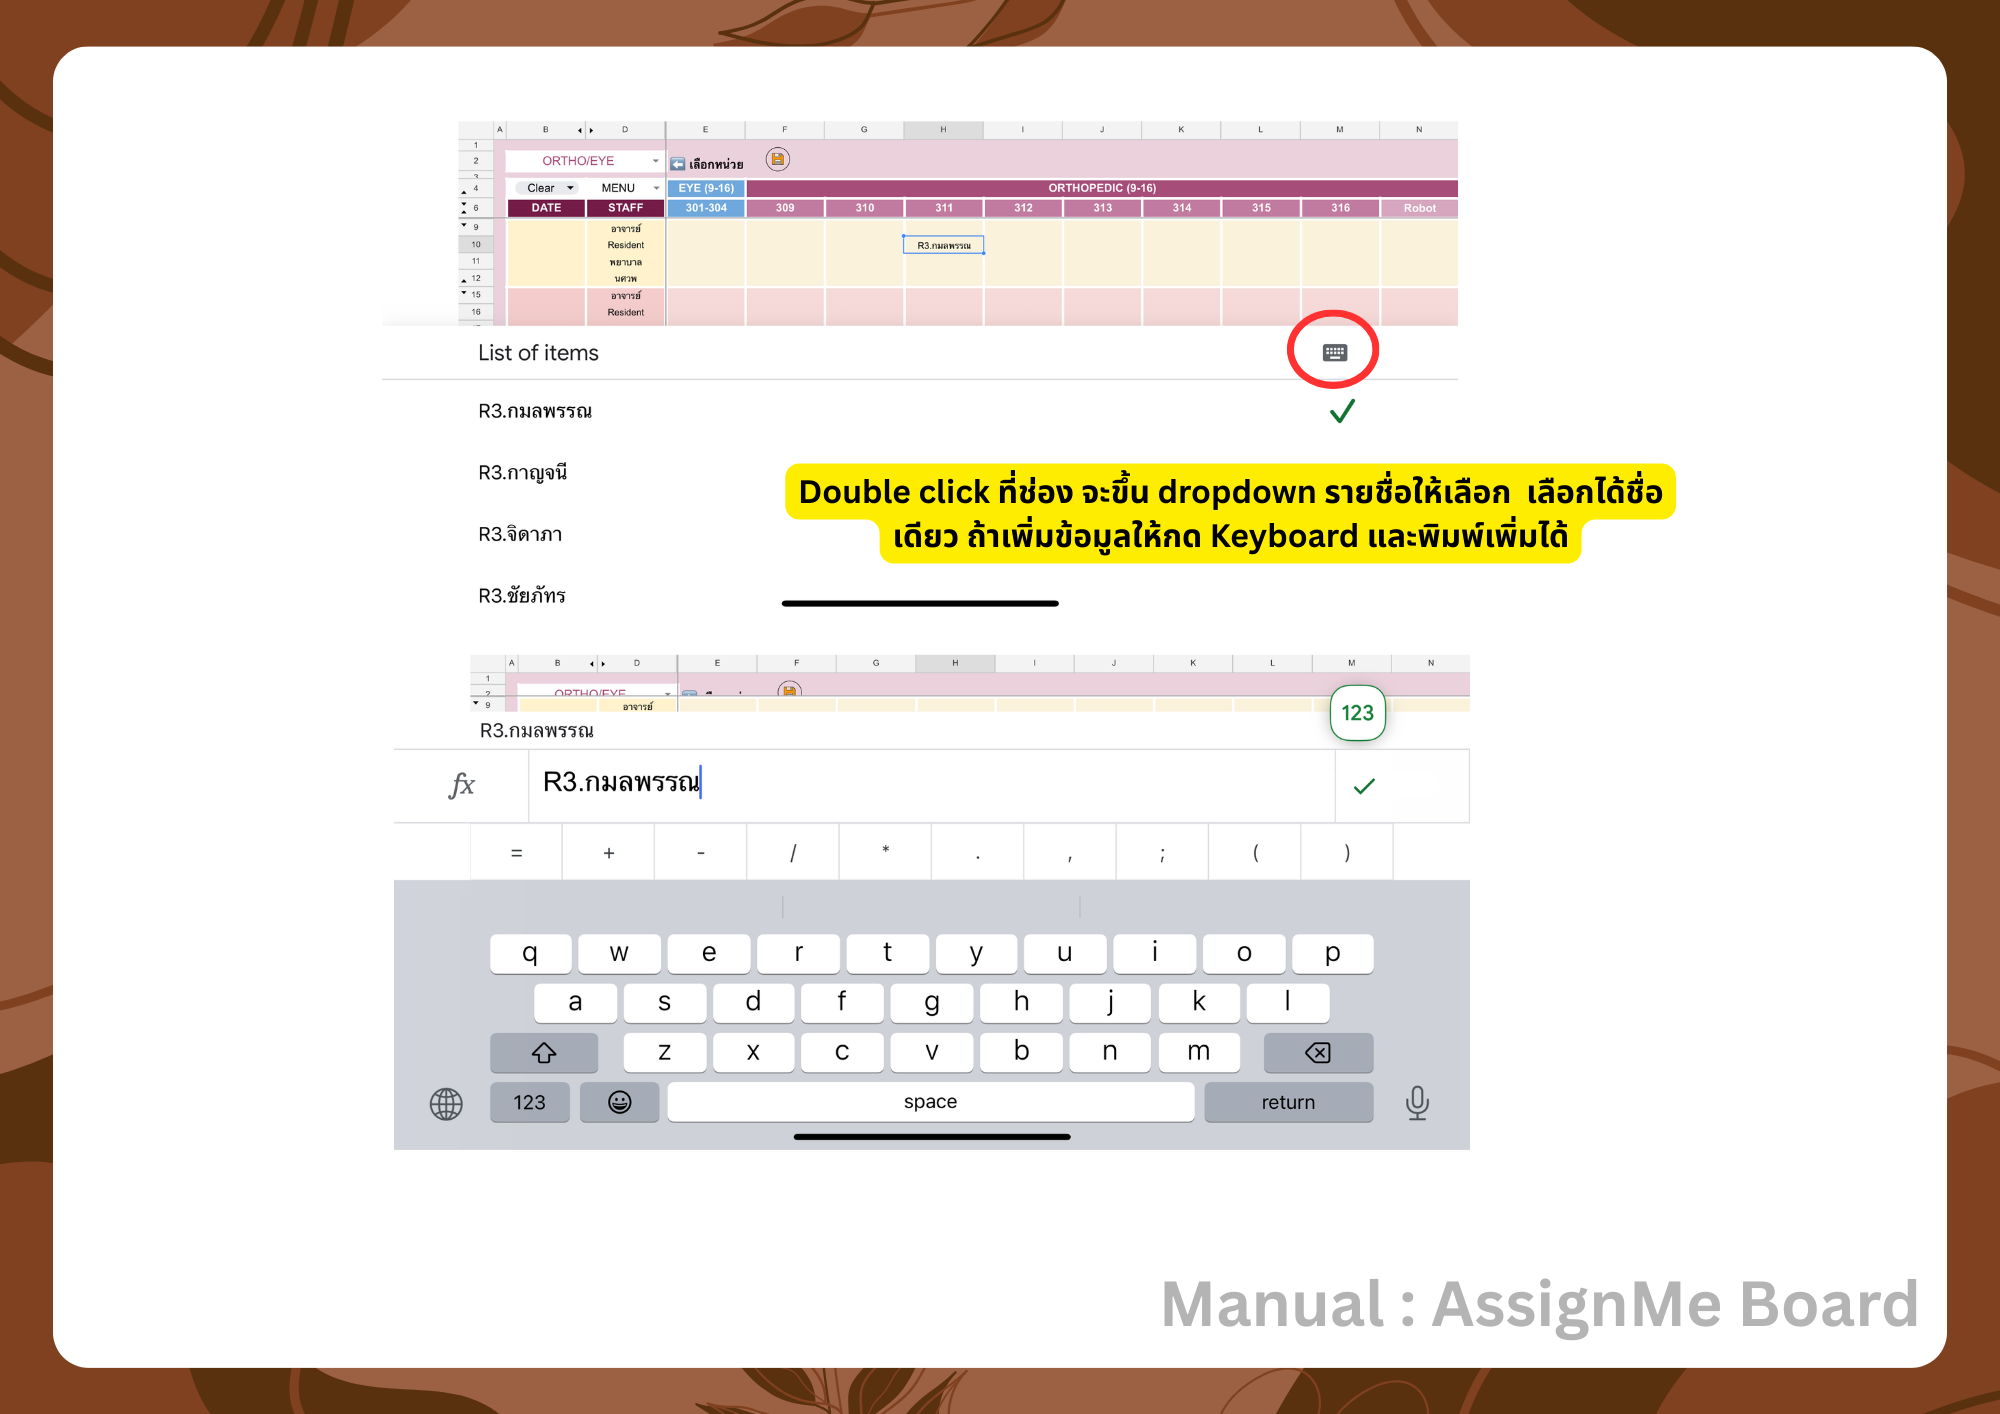 A B D E F G H I J K L M N
1
2 ORTHO/EYE เลือกหน่วย
3
4 Clear MENU EYE (9-16) ORTHOPEDIC (9-16)
6 DATE STAFF 301-304 309 310 311 312 313 314 315 316 Robot
9 อาจารย์
10 Resident R3.กมลพรรณ
11 พยาบาล
12 นศวพ
15 อาจารย์
16 Resident
List of items
R3.กมลพรรณ
R3.กาญจนี
R3.จิดาภา
R3.ชัยภัทร
Double click ที่ช่อง จะขึ้น dropdown รายชื่อให้เลือก เลือกได้ชื่อ
เดียว ถ้าเพิ่มข้อมูลให้กด Keyboard และพิมพ์เพิ่มได้
A B D E F G H I J K L M N
1
2 ORTHO/EYE
9 อาจารย์
123
R3.กมลพรรณ
fx R3.กมลพรรณ
= + - / * . , ; ( )
q w e r t y u i o p
a s d f g h j k l
z x c v b n m
123 space return
Manual : AssignMe Board